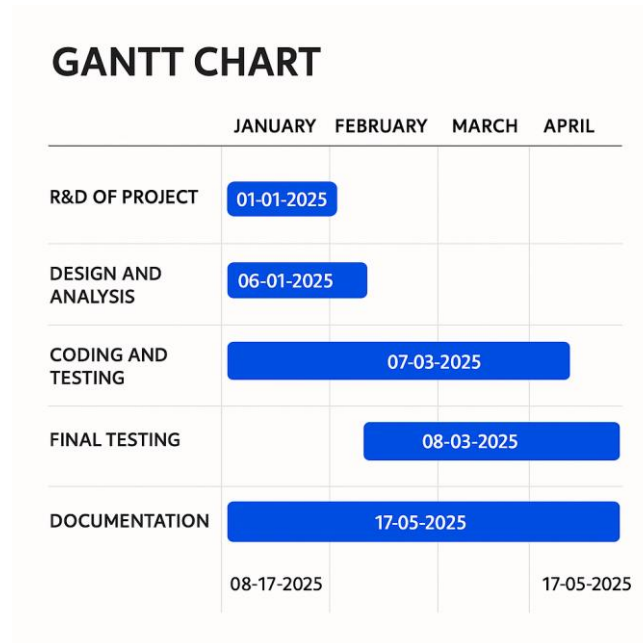 GANTT CHART
JANUARY FEBRUARY MARCH APRIL
R&D OF PROJECT 01-01-2025
DESIGN AND
ANALYSIS
06-01-2025
CODING AND
TESTING
07-03-2025
FINAL TESTING 08-03-2025
DOCUMENTATION 17-05-2025
08-17-2025 17-05-2025